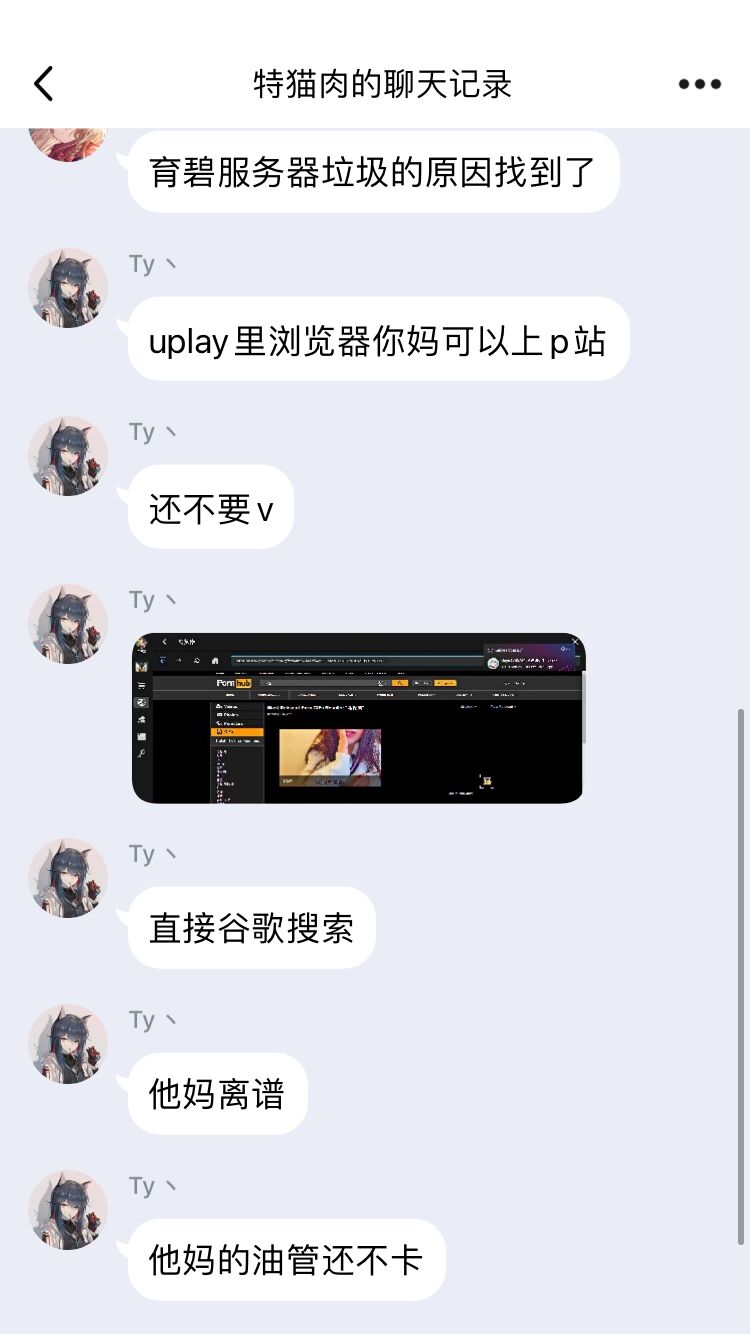 特猫肉的聊天记录
育碧服务器垃圾的原因找到了
Ty丶
uplay里浏览器你妈可以上p站
Ty丶
还不要v
Ty丶
Porn hub
Ty丶
直接谷歌搜索
Ty丶
他妈离谱
Ty丶
他妈的油管还不卡